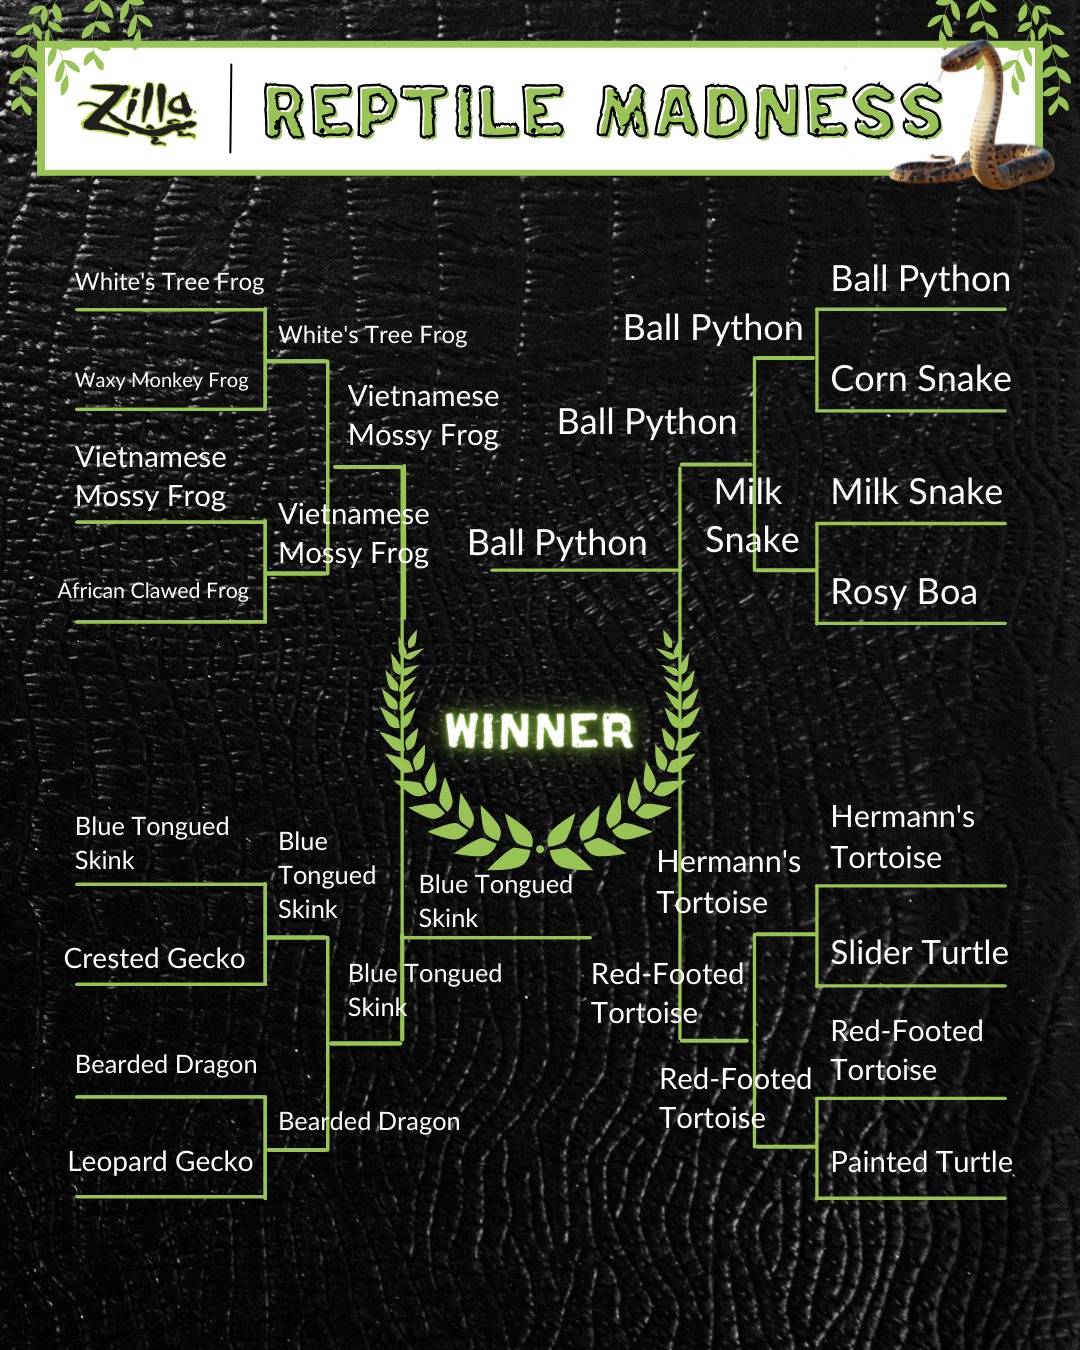 Zilla
REPTILE MADNESS
White's Tree Frog
Waxy Monkey Frog
Vietnamese
Mossy Frog
African Clawed Frog
White's Tree Frog
Vietnamese
Mossy Frog
Vietnamese
Mossy Frog
Ball Python
Ball Python
Ball Python
Milk
Snake
Ball Python
Corn Snake
Milk Snake
Rosy Boa
WINNER
Blue Tongued
Skink
Crested Gecko
Bearded Dragon
Leopard Gecko
Blue
Tongued
Skink
Bearded Dragon
Blue Tongued
Skink
Blue Tongued
Skink
Hermann's
Tortoise
Red-Footed
Tortoise
Red-Footed
Tortoise
Hermann's
Tortoise
Slider Turtle
Red-Footed
Tortoise
Painted Turtle